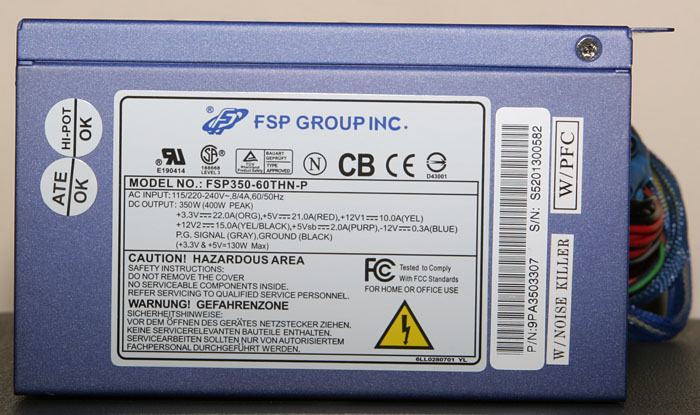 HI-POT
OK
ATE
OK
FSP GROUP INC.
E190414
168668
LEVEL 3
BAUART
GEPRÜFT
TYPE
APPROVED
N
CB
CE
D
D43001
MODEL NO.: FSP350-60THN-P
AC INPUT: 115/220-240V~,8/4A,60/50Hz
DC OUTPUT: 350W (400W PEAK)
+3.3V⎓22.0A(ORG),+5V⎓21.0A(RED),+12V1⎓10.0A(YEL)
+12V2⎓15.0A(YEL/BLACK),+5Vsb⎓2.0A(PURP),-12V⎓0.3A(BLUE)
P.G. SIGNAL (GRAY),GROUND (BLACK)
(+3.3V & +5V=130W Max)
CAUTION! HAZARDOUS AREA
SAFETY INSTRUCTIONS:
DO NOT REMOVE THE COVER
NO SERVICEABLE COMPONENTS INSIDE.
REFER SERVICING TO QUALIFIED SERVICE PERSONNEL.
FCC Tested to Comply
With FCC Standards
FOR HOME OR OFFICE USE
WARNUNG! GEFAHRENZONE
SICHERHEITSHINWEISE:
VOR DEM ÖFFNEN DES GERÄTES NETZSTECKER ZIEHEN.
KEINE SERVICERELEVANTEN BAUTEILE ENTHALTEN.
SERVICEARBEITEN SOLLTEN NUR VON AUTORISIERTEM
FACHPERSONAL DURCHGEFÜHRT WERDEN.
6LL0280701 YL
P/N:9PA3503307 S/N: S5201300582
W/PFC
W/NOISE KILLER